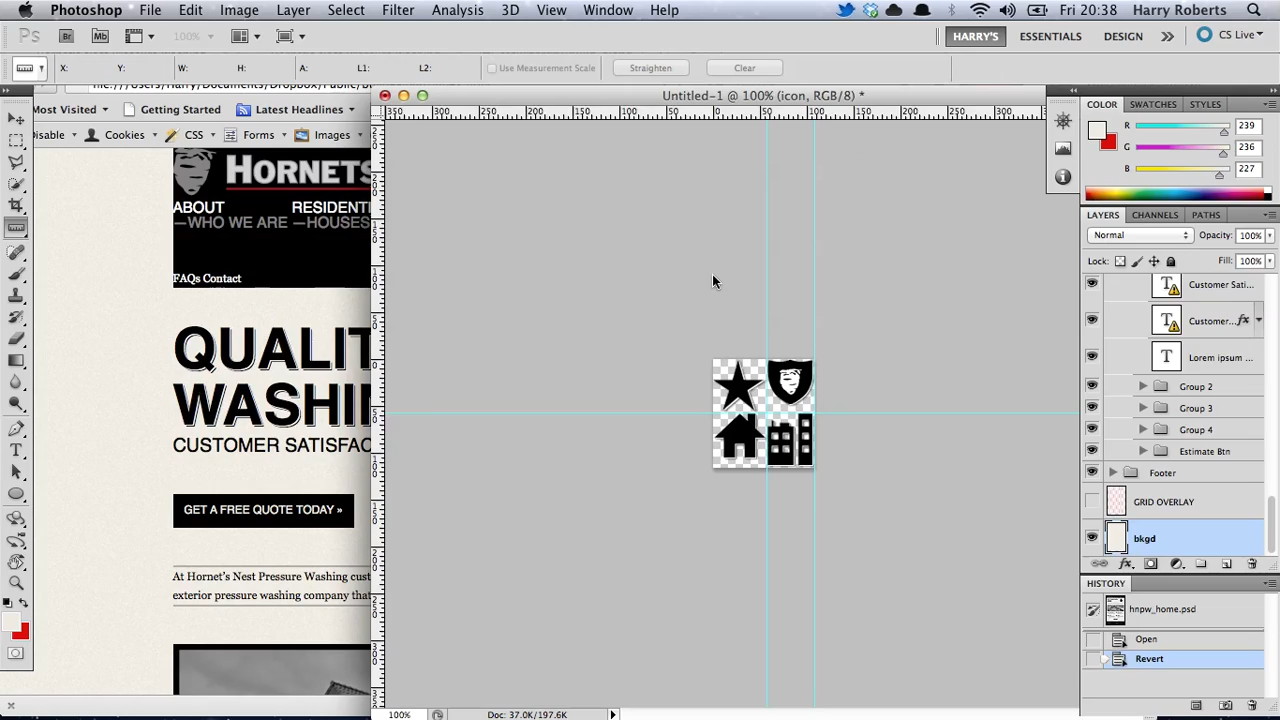 Photoshop File Edit Image Layer Select Filter Analysis 3D View Window Help Fri 20:38 Harry Roberts
Ps Br Mb 100% HARRY'S ESSENTIALS DESIGN CS Live
X: Y: W: H: A: L1: L2: Use Measurement Scale Straighten Clear
Untitled-1 @ 100% (icon, RGB/8) *
Most Visited Getting Started Latest Headlines
Disable Cookies CSS Forms Images
HORNETS
ABOUT RESIDENT
—WHO WE ARE —HOUSES
FAQs Contact
QUALIT
WASHI
CUSTOMER SATISFAC
GET A FREE QUOTE TODAY »
At Hornet's Nest Pressure Washing cust
exterior pressure washing company that
COLOR SWATCHES STYLES
R 239
G 236
B 227
LAYERS CHANNELS PATHS
Normal Opacity: 100%
Lock: Fill: 100%
T Customer Sati...
T Customer... fx
T Lorem ipsum ...
Group 2
Group 3
Group 4
Estimate Btn
Footer
GRID OVERLAY
bkgd
HISTORY
hnpw_home.psd
Open
Revert
100% Doc: 37.0K/197.6K